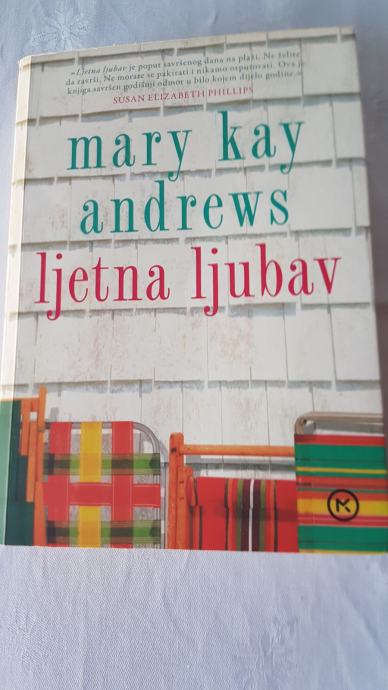 »Ljetna ljubav je poput savršenog dana na plaži. Ne želite
da završi. Ne morate se pakirati i nikamo otputovati. Ova je
knjiga savršen godišnji odmor u bilo kojem dijelu godine.«
SUSAN ELIZABETH PHILLIPS
mary kay
andrews
ljetna ljubav